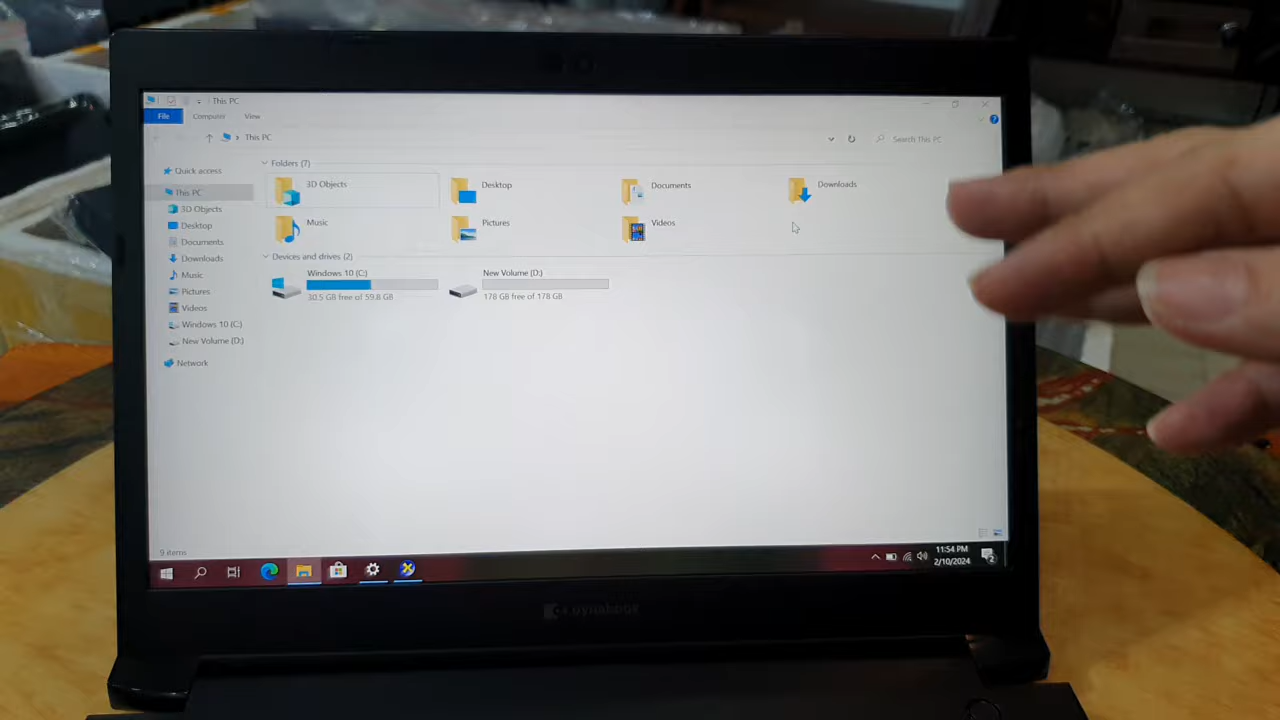 This PC
File Computer View
This PC
Search This PC
Quick access
This PC
3D Objects
Desktop
Documents
Downloads
Music
Pictures
Videos
Windows 10 (C:)
New Volume (D:)
Network
Folders (7)
3D Objects
Desktop
Documents
Downloads
Music
Pictures
Videos
Devices and drives (2)
Windows 10 (C:)
30.5 GB free of 59.8 GB
New Volume (D:)
178 GB free of 178 GB
9 items
11:54 PM
2/10/2024
2
dynabook